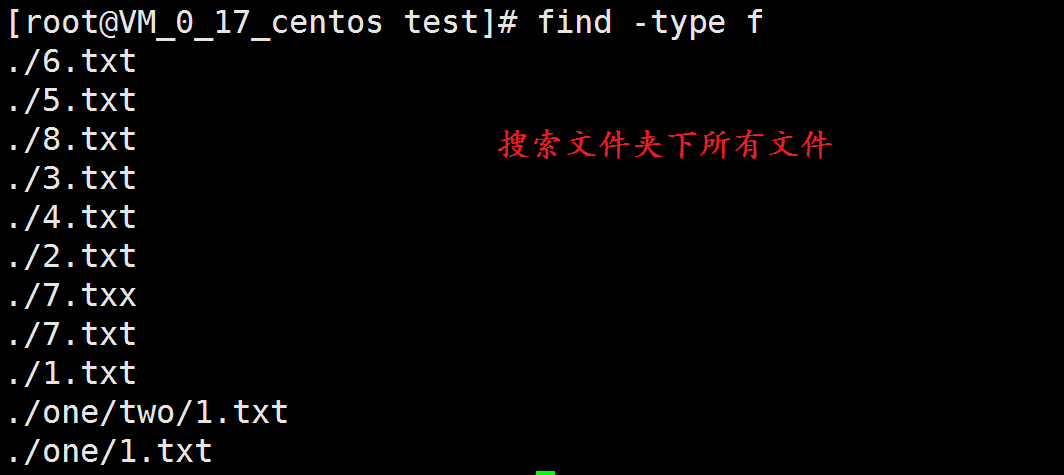 [root@VM_0_17_centos test]# find -type f
./6.txt
./5.txt
./8.txt
搜索文件夹下所有文件
./3.txt
./4.txt
./2.txt
./7.txx
./7.txt
./1.txt
./one/two/1.txt
./one/1.txt